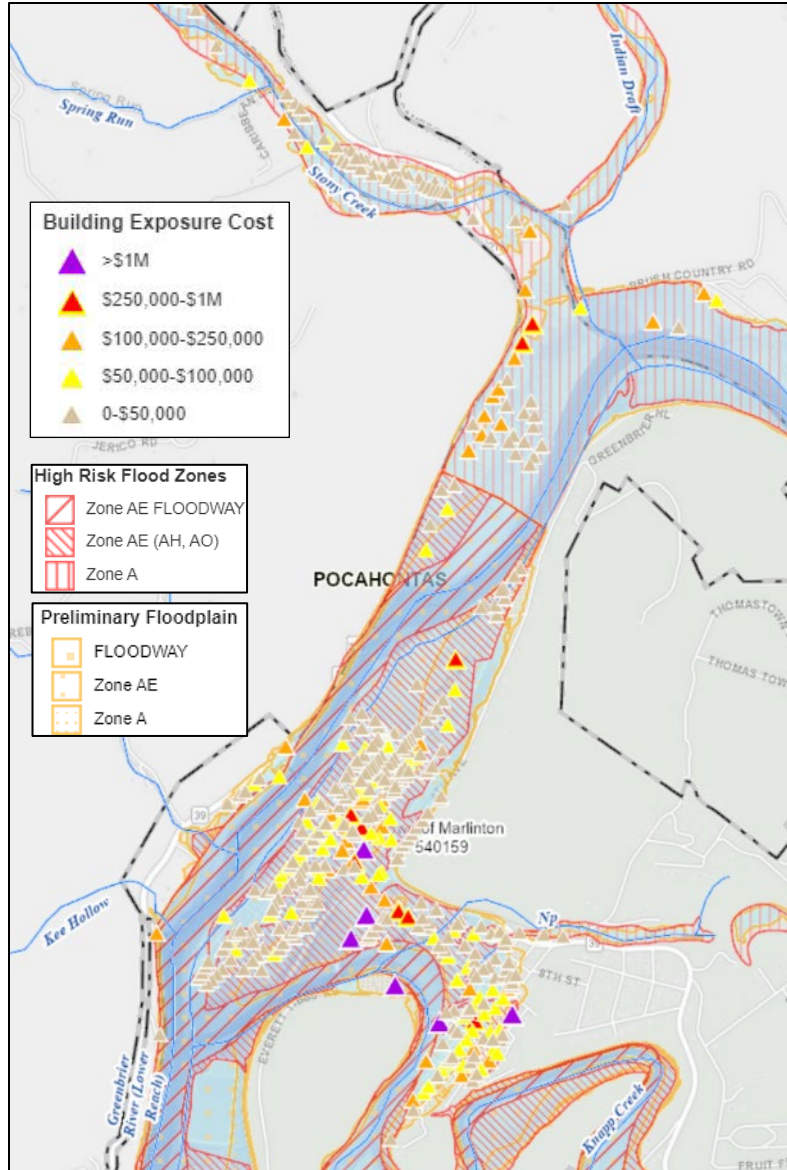 Spring Run
Spring Run
CARIBBEAN
Indian Draft
Stony Creek
BRUSH COUNTRY RD
Building Exposure Cost
>$1M
$250,000-$1M
$100,000-$250,000
$50,000-$100,000
0-$50,000
JERICO RD
GREENBRIER HL
High Risk Flood Zones
Zone AE FLOODWAY
Zone AE (AH, AO)
Zone A
POCAHONTAS
THOMASTOWN
THOMAS TOW
Preliminary Floodplain
FLOODWAY
Zone AE
Zone A
39
of Marlinton
540159
Kee Hollow
Np
39
8TH ST
EVERETT
Greenbrier
River (Lower
Reach)
Knapp Creek
FRUIT F